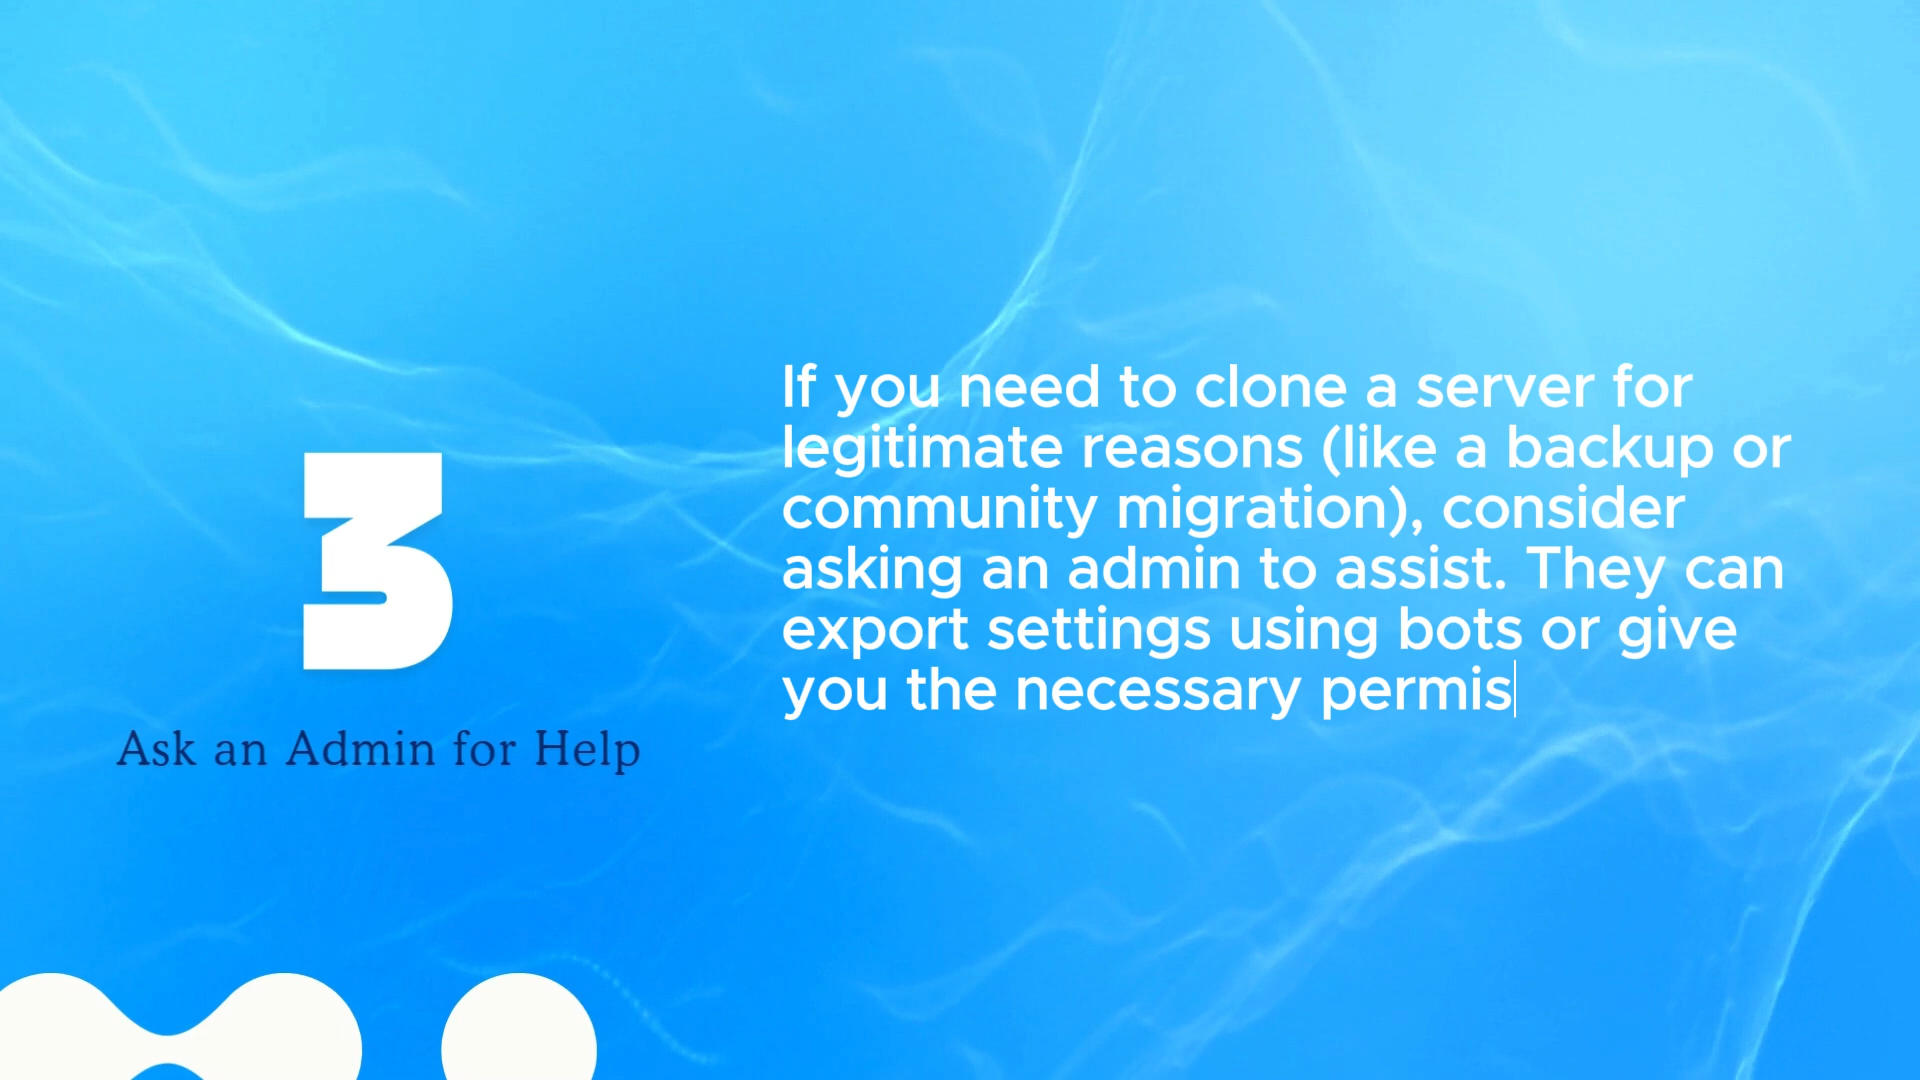 3
Ask an Admin for Help
If you need to clone a server for
legitimate reasons (like a backup or
community migration), consider
asking an admin to assist. They can
export settings using bots or give
you the necessary permis